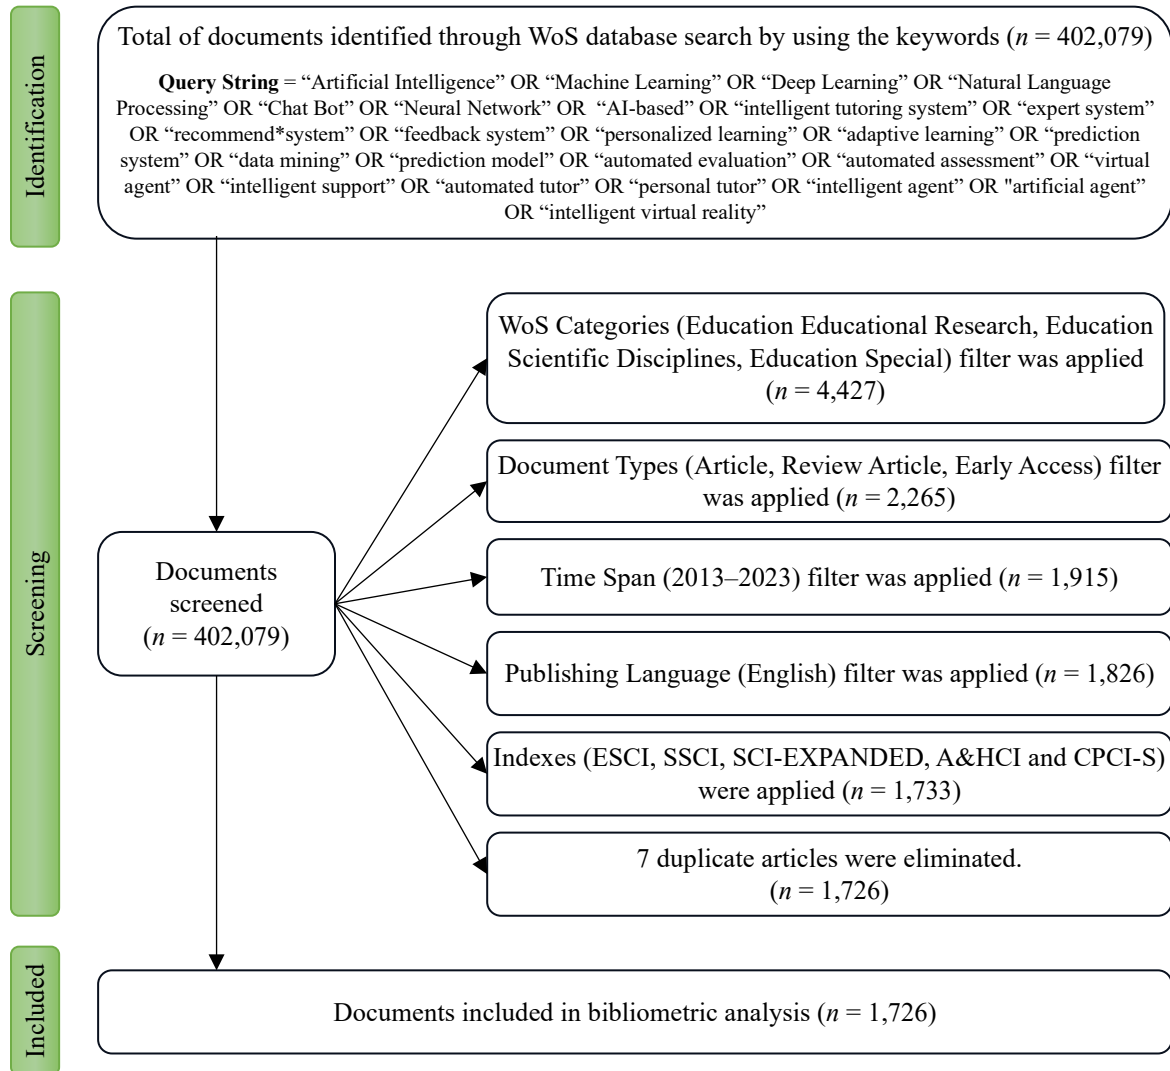 Identification
Total of documents identified through WoS database search by using the keywords (n = 402,079)
Query String = “Artificial Intelligence” OR “Machine Learning” OR “Deep Learning” OR “Natural Language
Processing” OR “Chat Bot” OR “Neural Network” OR “AI-based” OR “intelligent tutoring system” OR “expert system”
OR “recommend*system” OR “feedback system” OR “personalized learning” OR “adaptive learning” OR “prediction
system” OR “data mining” OR “prediction model” OR “automated evaluation” OR “automated assessment” OR “virtual
agent” OR “intelligent support” OR “automated tutor” OR “personal tutor” OR “intelligent agent” OR "artificial agent”
OR “intelligent virtual reality”
Screening
Documents
screened
(n = 402,079)
WoS Categories (Education Educational Research, Education
Scientific Disciplines, Education Special) filter was applied
(n = 4,427)
Document Types (Article, Review Article, Early Access) filter
was applied (n = 2,265)
Time Span (2013–2023) filter was applied (n = 1,915)
Publishing Language (English) filter was applied (n = 1,826)
Indexes (ESCI, SSCI, SCI-EXPANDED, A&HCI and CPCI-S)
were applied (n = 1,733)
7 duplicate articles were eliminated.
(n = 1,726)
Included
Documents included in bibliometric analysis (n = 1,726)